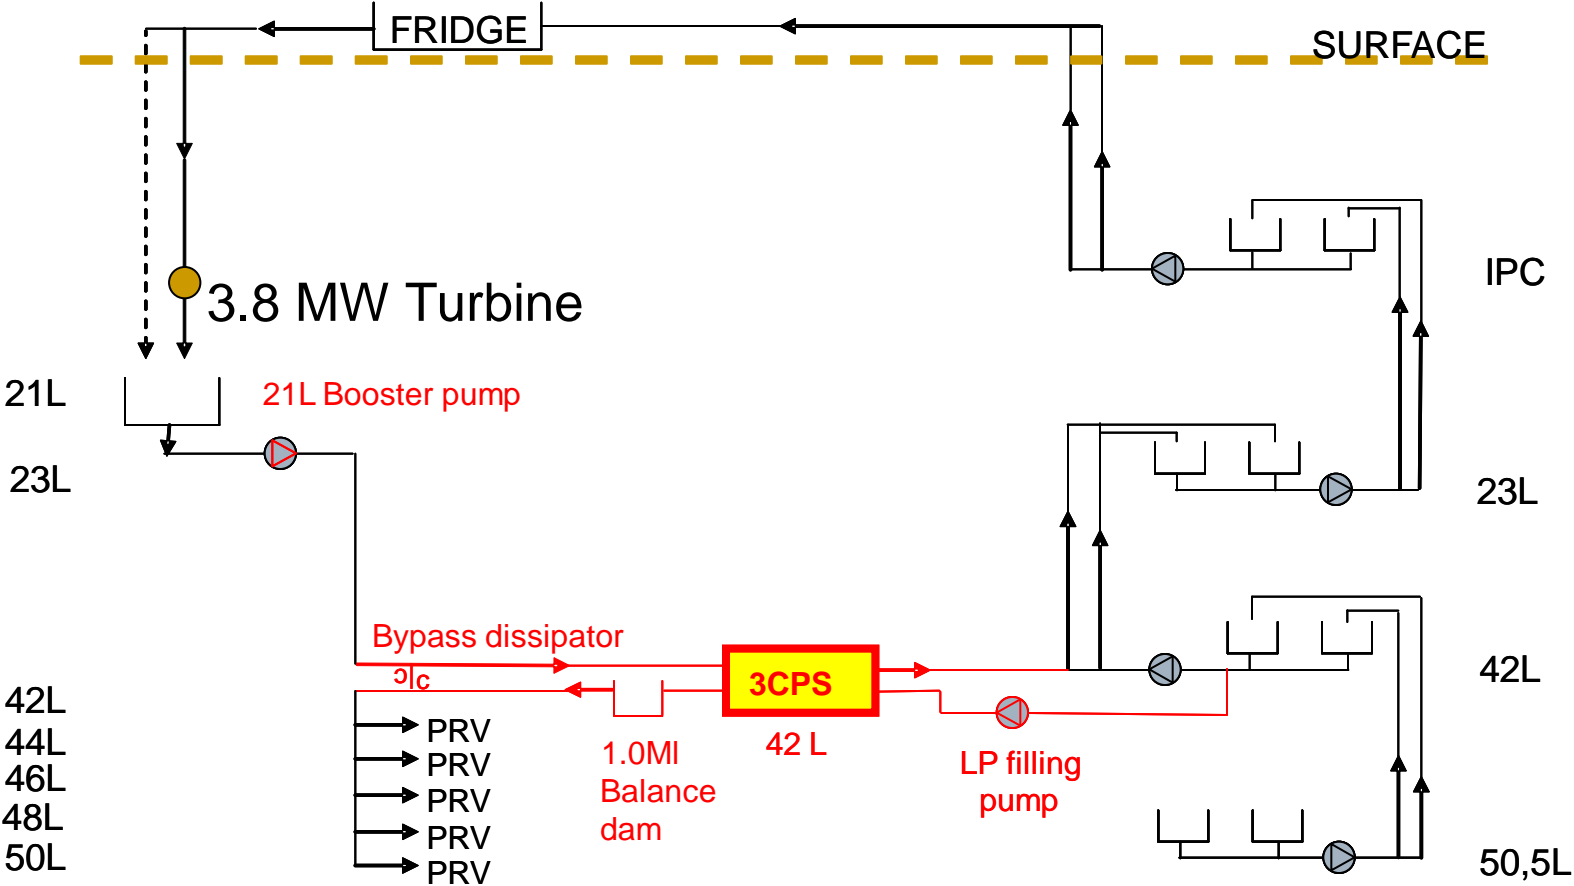 FRIDGE
SURFACE
IPC
3.8 MW Turbine
21L
21L Booster pump
23L
23L
Bypass dissipator
c|c
3CPS
42L
42L
PRV
44L
PRV
42 L
1.0Ml
Balance
dam
LP filling
pump
46L
PRV
48L
PRV
50L
PRV
50,5L